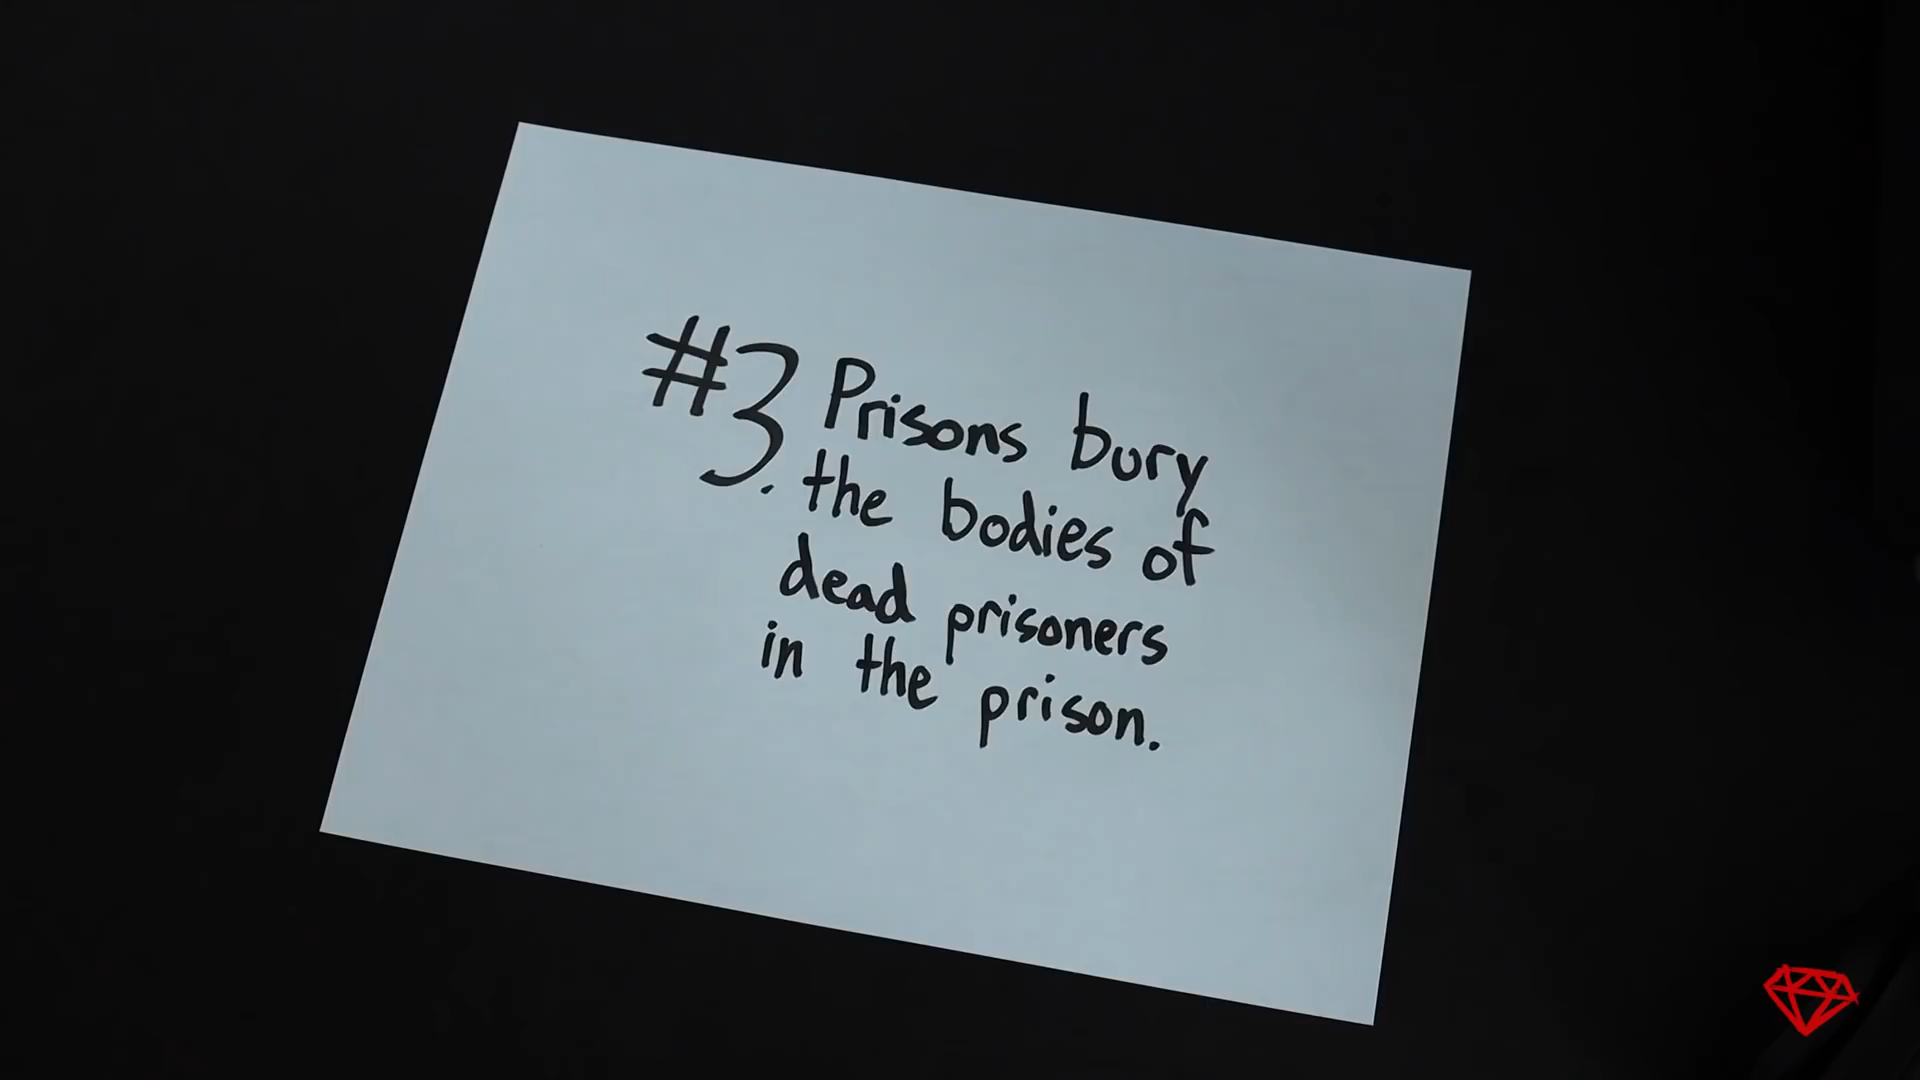 #3. Prisons bury
the bodies of
dead prisoners
in the prison.